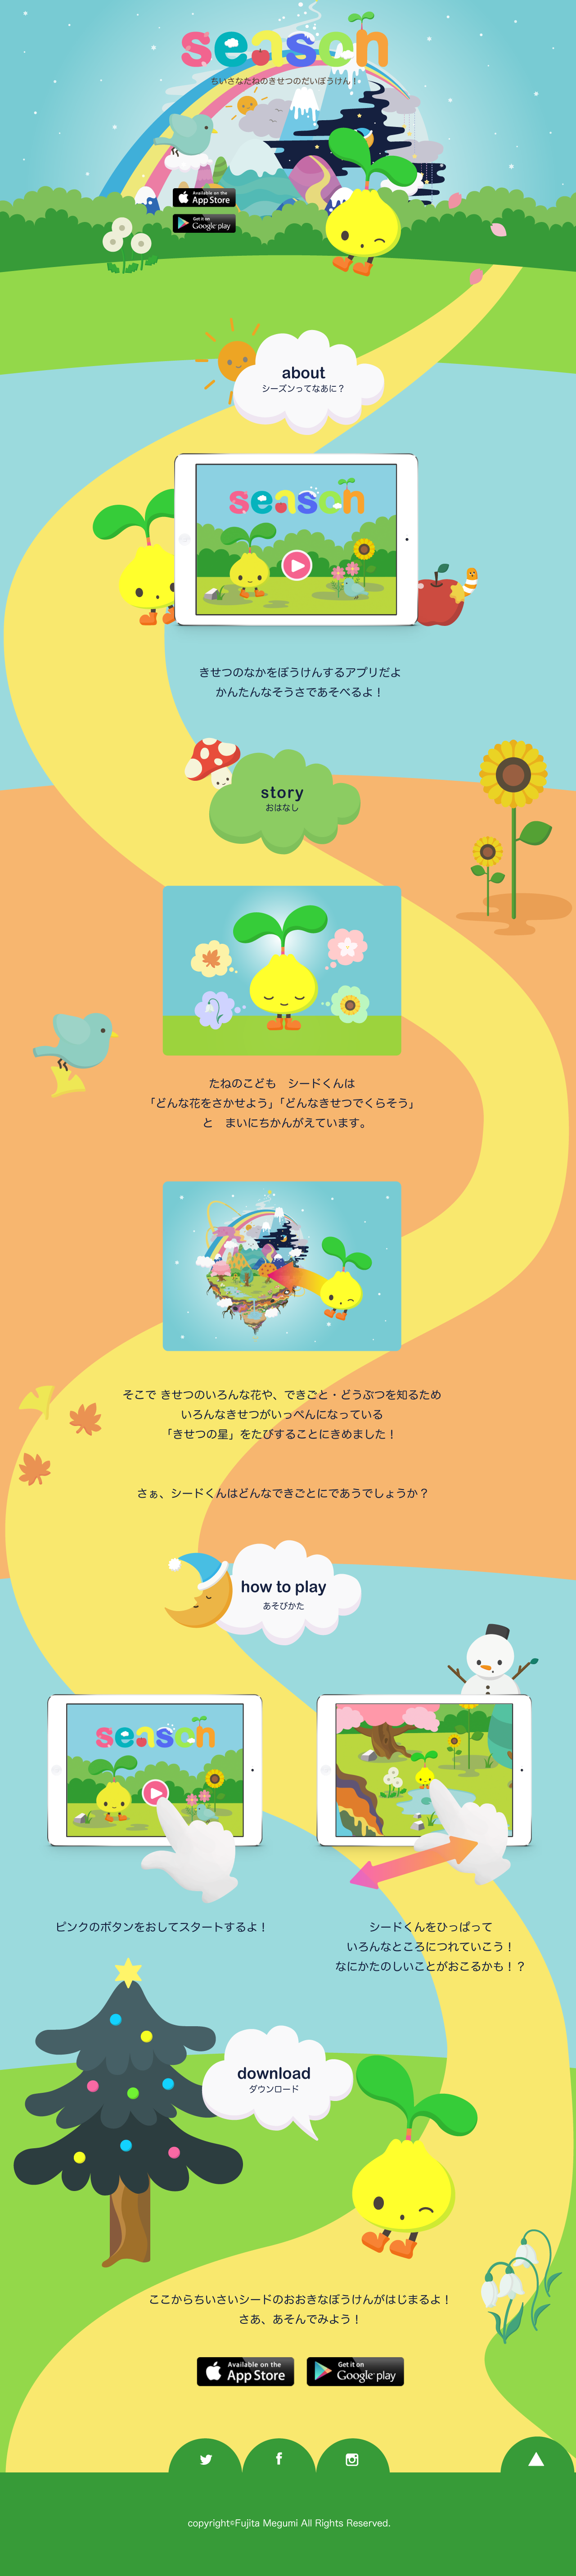 season
ちいさなたねのきせつのだいぼうけん!
Available on the
App Store
Get it on
Google play
about
シーズンってなあに?
season
きせつのなかをぼうけんするアプリだよ
かんたんなそうさであそべるよ!
story
おはなし
たねのこども　シードくんは
「どんな花をさかせよう」「どんなきせつでくらそう」
と　まいにちかんがえています。
そこで きせつのいろんな花や、できごと・どうぶつを知るため
いろんなきせつがいっぺんになっている
「きせつの星」をたびすることにきめました!
さぁ、シードくんはどんなできごとにであうでしょうか?
how to play
あそびかた
season
ピンクのボタンをおしてスタートするよ!
シードくんをひっぱって
いろんなところにつれていこう!
なにかたのしいことがおこるかも!?
download
ダウンロード
ここからちいさいシードのおおきなぼうけんがはじまるよ!
さあ、あそんでみよう!
Available on the
App Store
Get it on
Google play
copyright©Fujita Megumi All Rights Reserved.